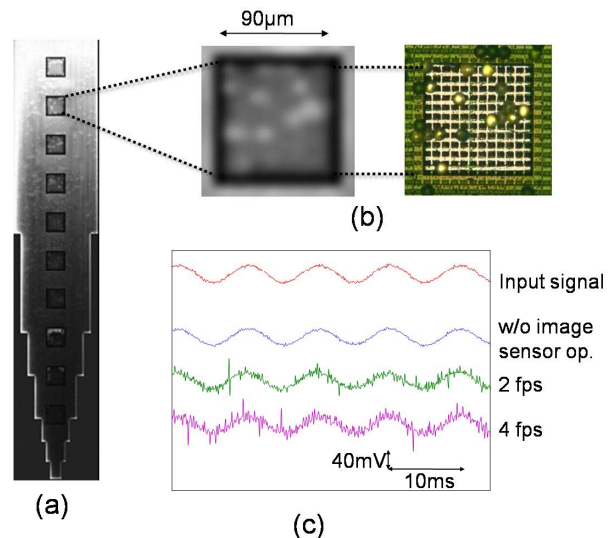 90µm
(b)
Input signal
w/o image
sensor op.
2 fps
4 fps
40mV
10ms
(a)
(c)